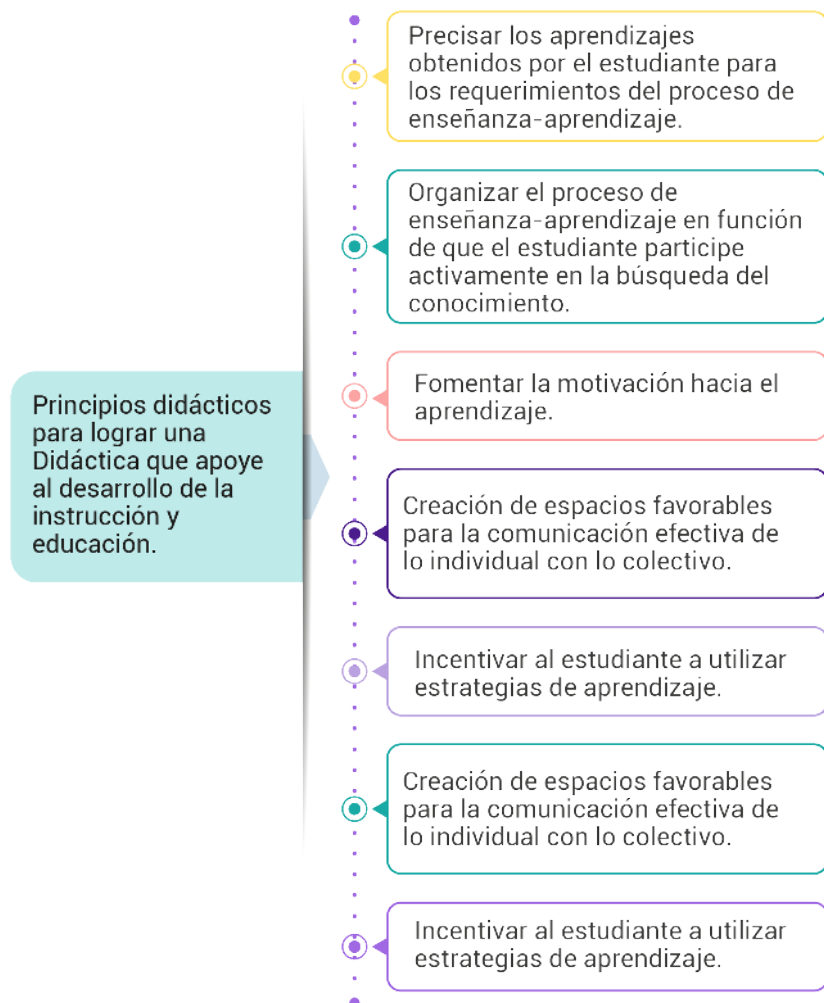 Principios didácticos
para lograr una
Didáctica que apoye
al desarrollo de la
instrucción y
educación.
Precisar los aprendizajes
obtenidos por el estudiante para
los requerimientos del proceso de
enseñanza-aprendizaje.
Organizar el proceso de
enseñanza-aprendizaje en función
de que el estudiante participe
activamente en la búsqueda del
conocimiento.
Fomentar la motivación hacia el
aprendizaje.
Creación de espacios favorables
para la comunicación efectiva de
lo individual con lo colectivo.
Incentivar al estudiante a utilizar
estrategias de aprendizaje.
Creación de espacios favorables
para la comunicación efectiva de
lo individual con lo colectivo.
Incentivar al estudiante a utilizar
estrategias de aprendizaje.